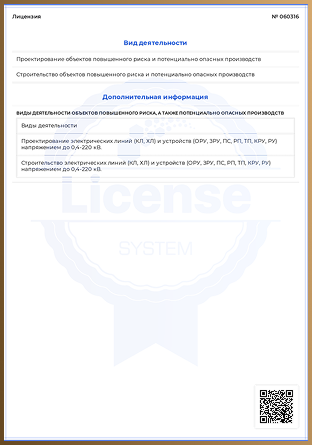 Лицензия
№ 060316
Вид деятельности
Проектирование объектов повышенного риска и потенциально опасных производств
Строительство объектов повышенного риска и потенциально опасных производств
Дополнительная информация
ВИДЫ ДЕЯТЕЛЬНОСТИ ОБЪЕКТОВ ПОВЫШЕННОГО РИСКА, А ТАКЖЕ ПОТЕНЦИАЛЬНО ОПАСНЫХ ПРОИЗВОДСТВ
Виды деятельности
Проектирование электрических линий (КЛ, ХЛ) и устройств (ОРУ, ЗРУ, ПС, РП, ТП, КРУ, РУ)
напряжением до 0,4-220 кВ.
Строительство электрических линий (КЛ, ХЛ) и устройств (ОРУ, ЗРУ, ПС, РП, ТП, КРУ, РУ)
напряжением до 0,4-220 кВ.
License
SYSTEM